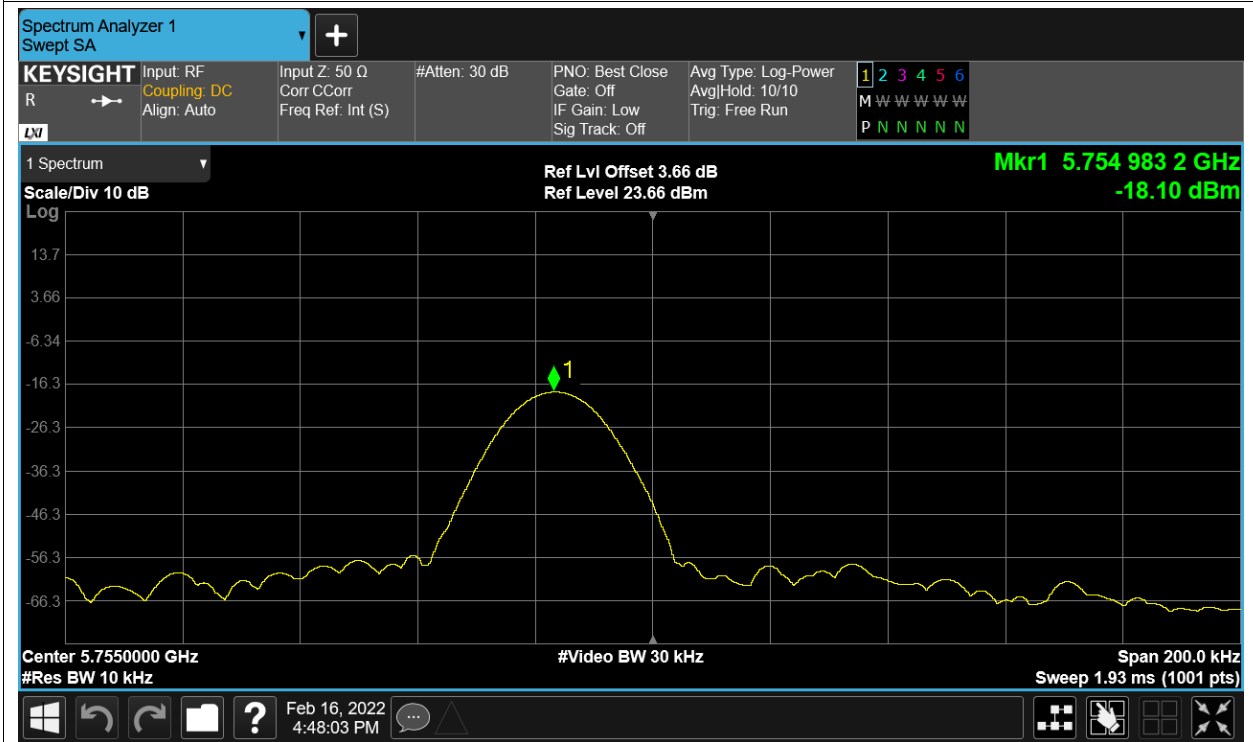 Spectrum Analyzer 1
Swept SA
KEYSIGHT Input: RF Input Z: 50 Ω #Atten: 30 dB PNO: Best Close Avg Type: Log-Power 1 2 3 4 5 6
R Coupling: DC Corr CCorr Gate: Off Avg|Hold: 10/10 M W W W W W W
Align: Auto Freq Ref: Int (S) IF Gain: Low Trig: Free Run
LXI Sig Track: Off P N N N N N
1 Spectrum Ref Lvl Offset 3.66 dB Mkr1 5.754 983 2 GHz
Scale/Div 10 dB Ref Level 23.66 dBm -18.10 dBm
Log
13.7
3.66
-6.34
1
-16.3
-26.3
-36.3
-46.3
-56.3
-66.3
Center 5.7550000 GHz #Video BW 30 kHz Span 200.0 kHz
#Res BW 10 kHz Sweep 1.93 ms (1001 pts)
? Feb 16, 2022
4:48:03 PM